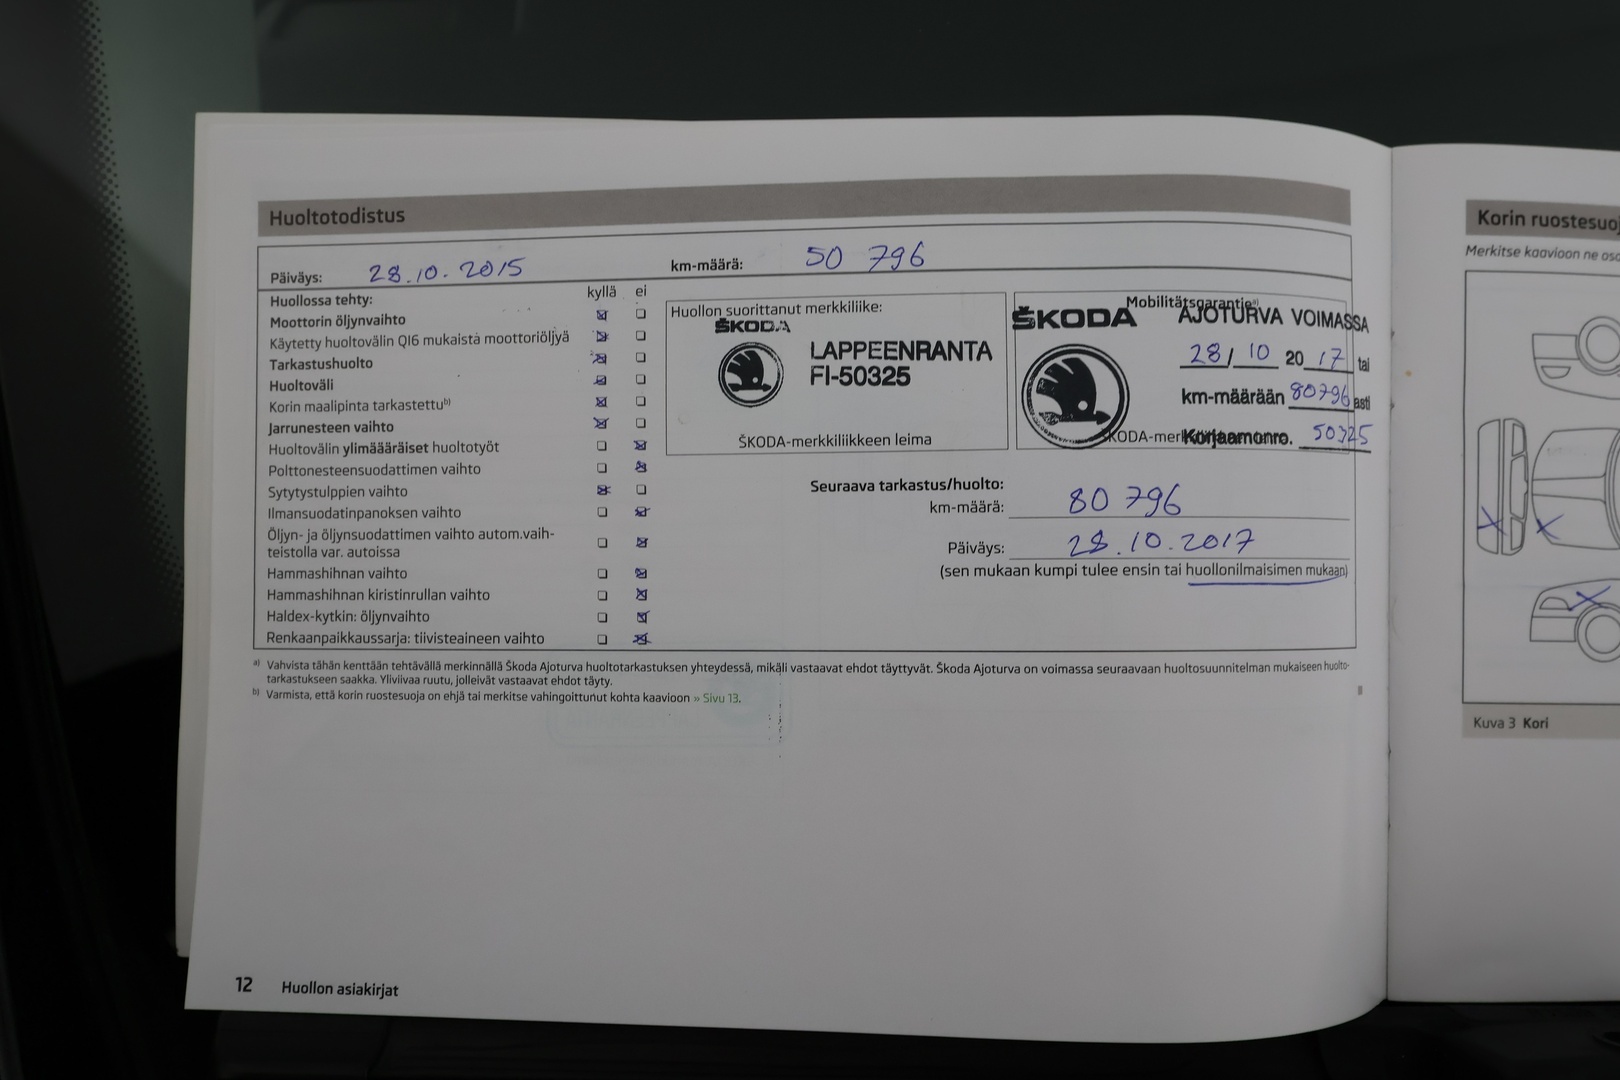 Huoltotodistus
Päiväys: 28.10.2015 km-määrä: 50 796
Huollossa tehty: kyllä ei
Moottorin öljynvaihto
Käytetty huoltovälin QI6 mukaista moottoriöljyä
Tarkastushuolto
Huoltoväli
Korin maalipinta tarkastettu b)
Jarrunesteen vaihto
Huoltovälin ylimääräiset huoltotyöt
Polttonesteensuodattimen vaihto
Sytytystulppien vaihto
Ilmansuodatinpanoksen vaihto
Öljyn- ja öljynsuodattimen vaihto autom.vaih-
teistolla var. autoissa
Hammashihnan vaihto
Hammashihnan kiristinrullan vaihto
Haldex-kytkin: öljynvaihto
Renkaanpaikkaussarja: tiivisteaineen vaihto
Huollon suorittanut merkkiliike:
ŠKODA
LAPPEENRANTA
FI-50325
ŠKODA-merkkiliikkeen leima
Mobilitätsgarantie a)
ŠKODA AJOTURVA VOIMASSA
28/10 2017 tai
km-määrään 80796 asti
Korjaamonro. 50325
Seuraava tarkastus/huolto:
km-määrä: 80 796
Päiväys: 28.10.2017
(sen mukaan kumpi tulee ensin tai huollonilmaisimen mukaan)
a) Vahvista tähän kenttään tehtävällä merkinnällä Škoda Ajoturva huoltotarkastuksen yhteydessä, mikäli vastaavat ehdot täyttyvät. Škoda Ajoturva on voimassa seuraavaan huoltosuunnitelman mukaiseen huolto-
tarkastukseen saakka. Yliviivaa ruutu, jolleivät vastaavat ehdot täyty.
b) Varmista, että korin ruostesuoja on ehjä tai merkitse vahingoittunut kohta kaavioon » Sivu 13.
12 Huollon asiakirjat
Korin ruostesuoj
Merkitse kaavioon ne osa
Kuva 3 Kori